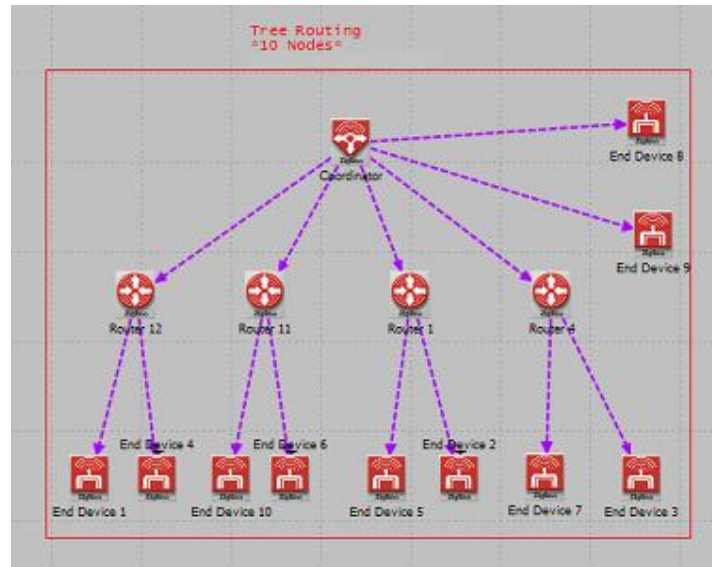 Tree Routing
*10 Nodes*
Coordinator
End Device 8
End Device 9
Router 12
Router 11
Router 1
Router 4
End Device 4
End Device 6
End Device 2
End Device 1
End Device 10
End Device 5
End Device 7
End Device 3